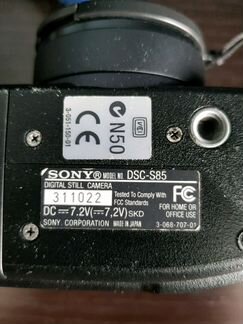 3-051-150-01
CE
N50
VCI
SONY® MODEL NO. DSC-S85
DIGITAL STILL CAMERA
311022
Tested To Comply With
FCC Standards
FC
FOR HOME OR
OFFICE USE
DC⎓7.2V(⎓7,2V) SKD
SONY CORPORATION MADE IN JAPAN 3-068-707-01